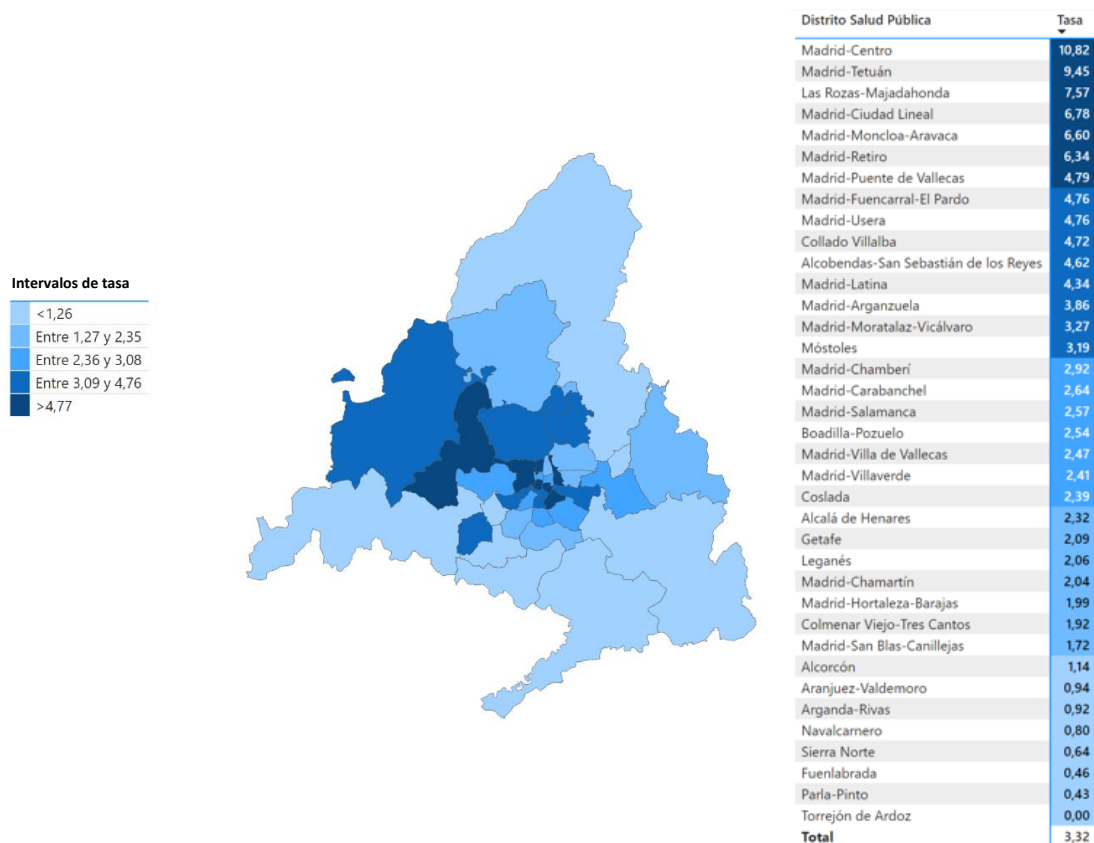 Intervalos de tasa
<1,26
Entre 1,27 y 2,35
Entre 2,36 y 3,08
Entre 3,09 y 4,76
>4,77
Distrito Salud Pública Tasa
Madrid-Centro 10,82
Madrid-Tetuán 9,45
Las Rozas-Majadahonda 7,57
Madrid-Ciudad Lineal 6,78
Madrid-Moncloa-Aravaca 6,60
Madrid-Retiro 6,34
Madrid-Puente de Vallecas 4,79
Madrid-Fuencarral-El Pardo 4,76
Madrid-Usera 4,76
Collado Villalba 4,72
Alcobendas-San Sebastián de los Reyes 4,62
Madrid-Latina 4,34
Madrid-Arganzuela 3,86
Madrid-Moratalaz-Vicálvaro 3,27
Móstoles 3,19
Madrid-Chamberí 2,92
Madrid-Carabanchel 2,64
Madrid-Salamanca 2,57
Boadilla-Pozuelo 2,54
Madrid-Villa de Vallecas 2,47
Madrid-Villaverde 2,41
Coslada 2,39
Alcalá de Henares 2,32
Getafe 2,09
Leganés 2,06
Madrid-Chamartín 2,04
Madrid-Hortaleza-Barajas 1,99
Colmenar Viejo-Tres Cantos 1,92
Madrid-San Blas-Canillejas 1,72
Alcorcón 1,14
Aranjuez-Valdemoro 0,94
Arganda-Rivas 0,92
Navalcarnero 0,80
Sierra Norte 0,64
Fuenlabrada 0,46
Parla-Pinto 0,43
Torrejón de Ardoz 0,00
Total 3,32